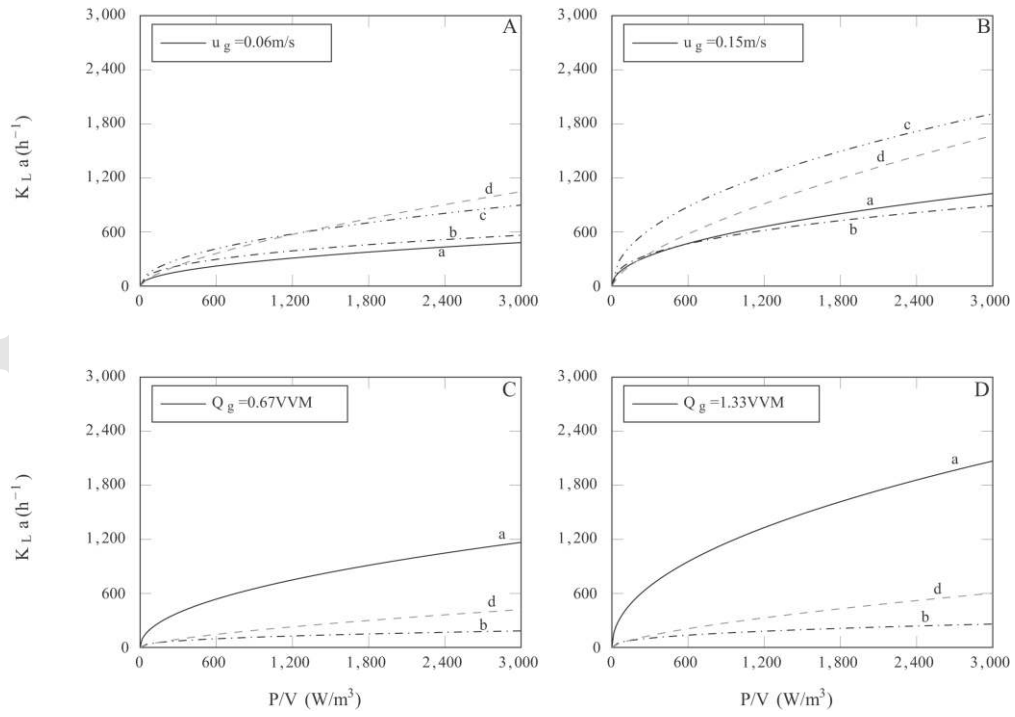 A
u g =0.06m/s
3,000
2,400
1,800
1,200
600
0
K L a (h⁻¹)
d
c
b
a
0 600 1,200 1,800 2,400 3,000
B
u g =0.15m/s
3,000
2,400
1,800
1,200
600
0
c
d
a
b
0 600 1,200 1,800 2,400 3,000
C
Q g =0.67VVM
3,000
2,400
1,800
1,200
600
0
K L a (h⁻¹)
a
d
b
0 600 1,200 1,800 2,400 3,000
P/V (W/m³)
D
Q g =1.33VVM
3,000
2,400
1,800
1,200
600
0
a
d
b
0 600 1,200 1,800 2,400 3,000
P/V (W/m³)